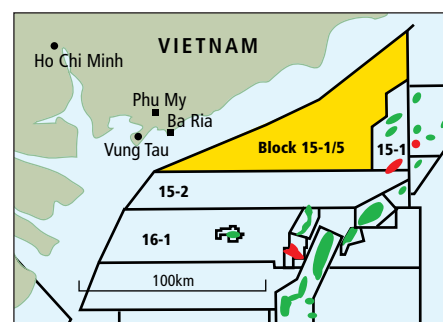 VIETNAM
Ho Chi Minh
Phu My
Ba Ria
Vung Tau
Block 15-1/5
15-1
15-2
16-1
100km